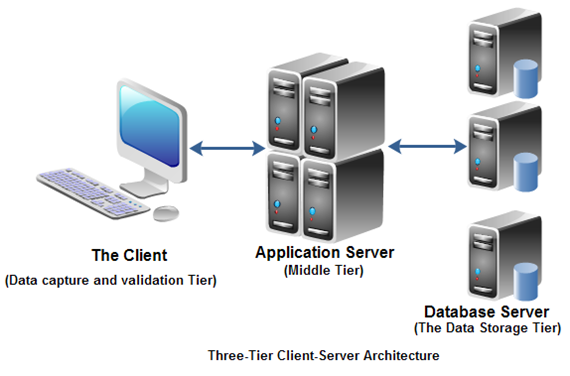 The Client
(Data capture and validation Tier)
Application Server
(Middle Tier)
Database Server
(The Data Storage Tier)
Three-Tier Client-Server Architecture